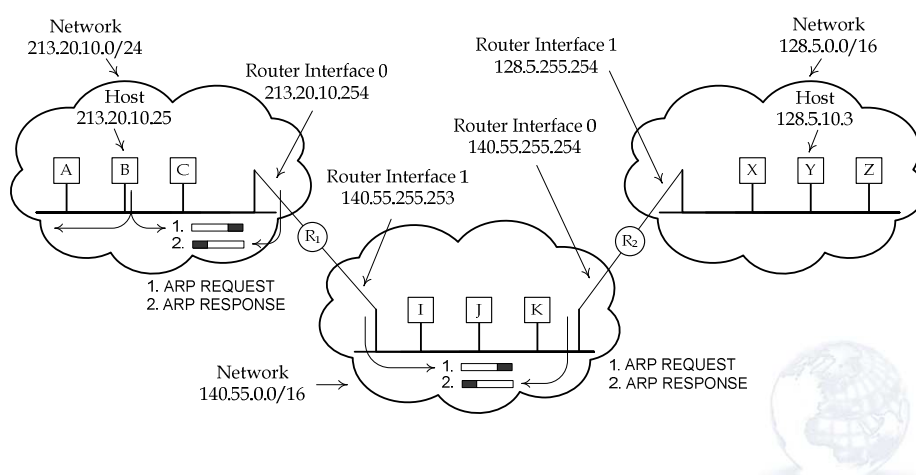 Network
213.20.10.0/24
Host
213.20.10.25
A
B
C
1.
2.
1. ARP REQUEST
2. ARP RESPONSE
Router Interface 0
213.20.10.254
R1
Router Interface 1
140.55.255.253
Network
140.55.0.0/16
I
J
K
1.
2.
1. ARP REQUEST
2. ARP RESPONSE
Router Interface 0
140.55.255.254
R2
Router Interface 1
128.5.255.254
Network
128.5.0.0/16
Host
128.5.10.3
X
Y
Z